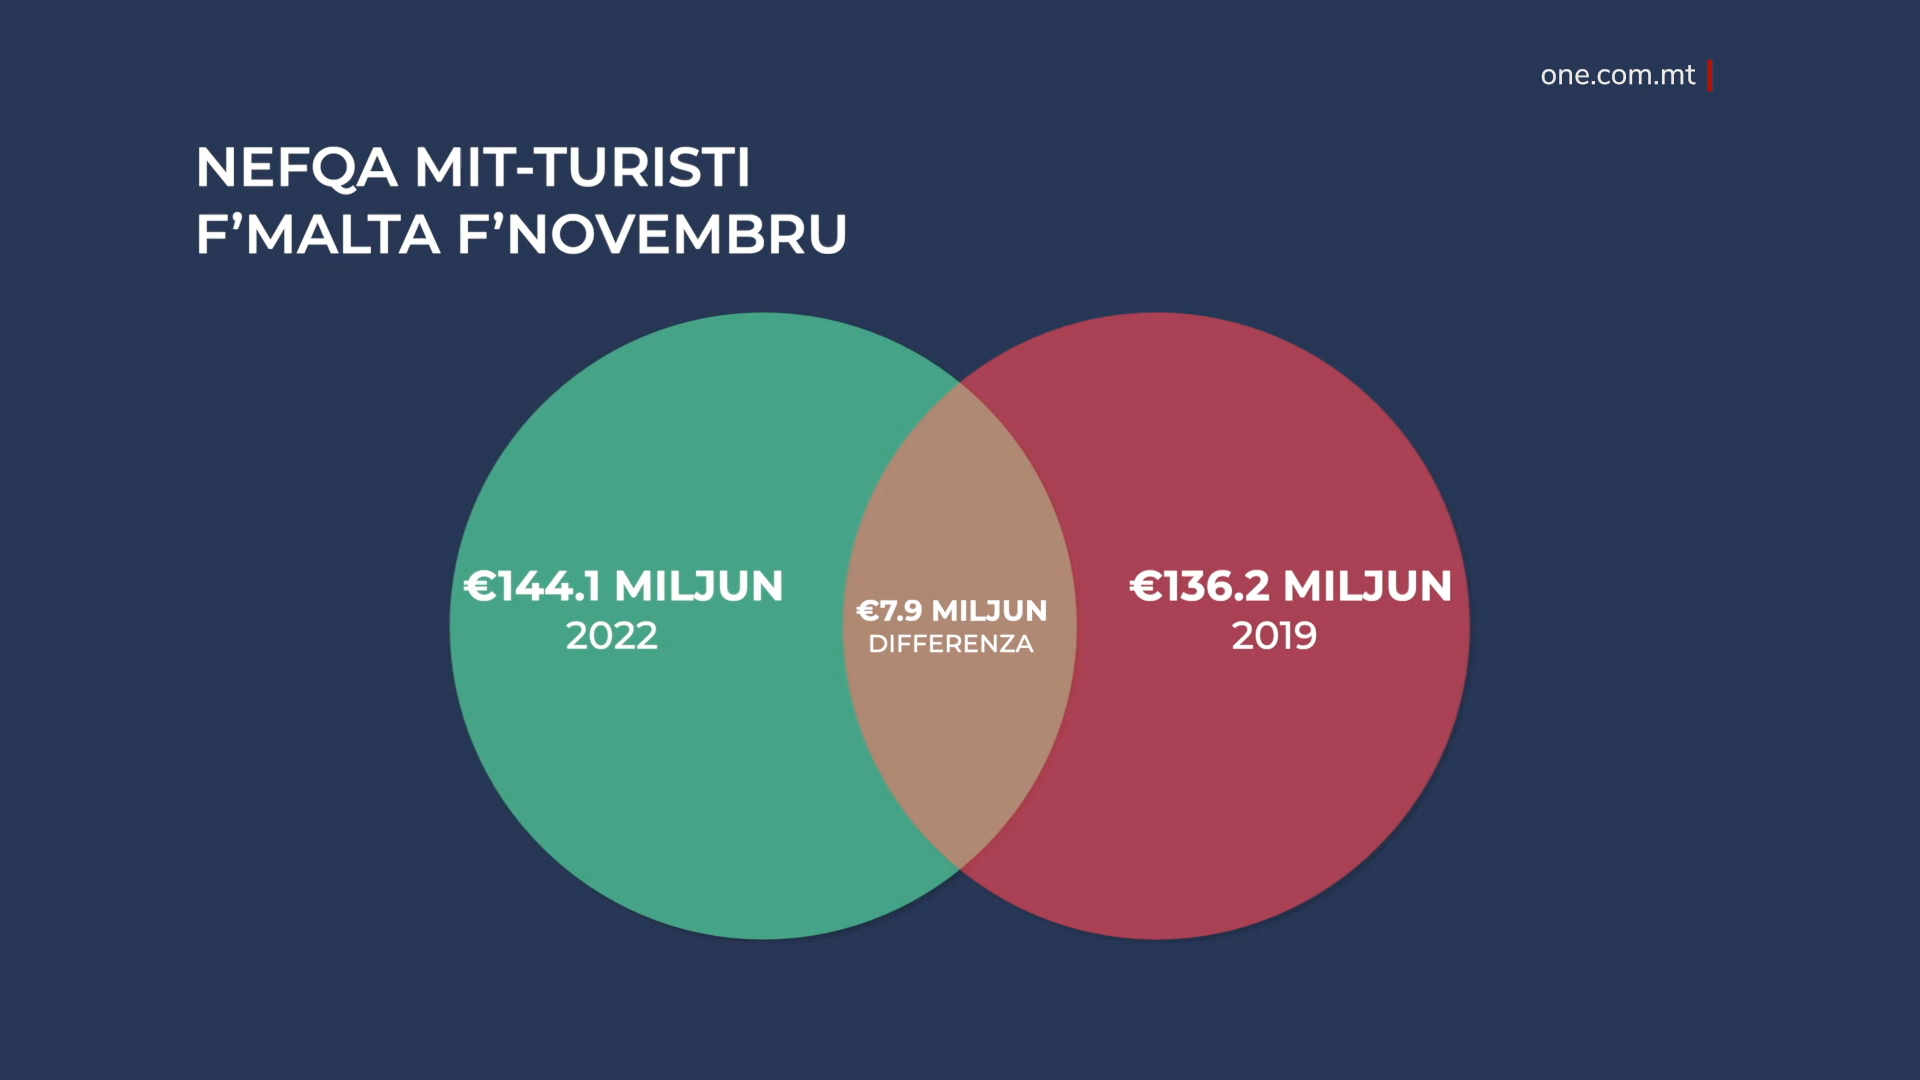 one.com.mt
NEFQA MIT-TURISTI
F’MALTA F’NOVEMBRU
€144.1 MILJUN
2022
€7.9 MILJUN
DIFFERENZA
€136.2 MILJUN
2019